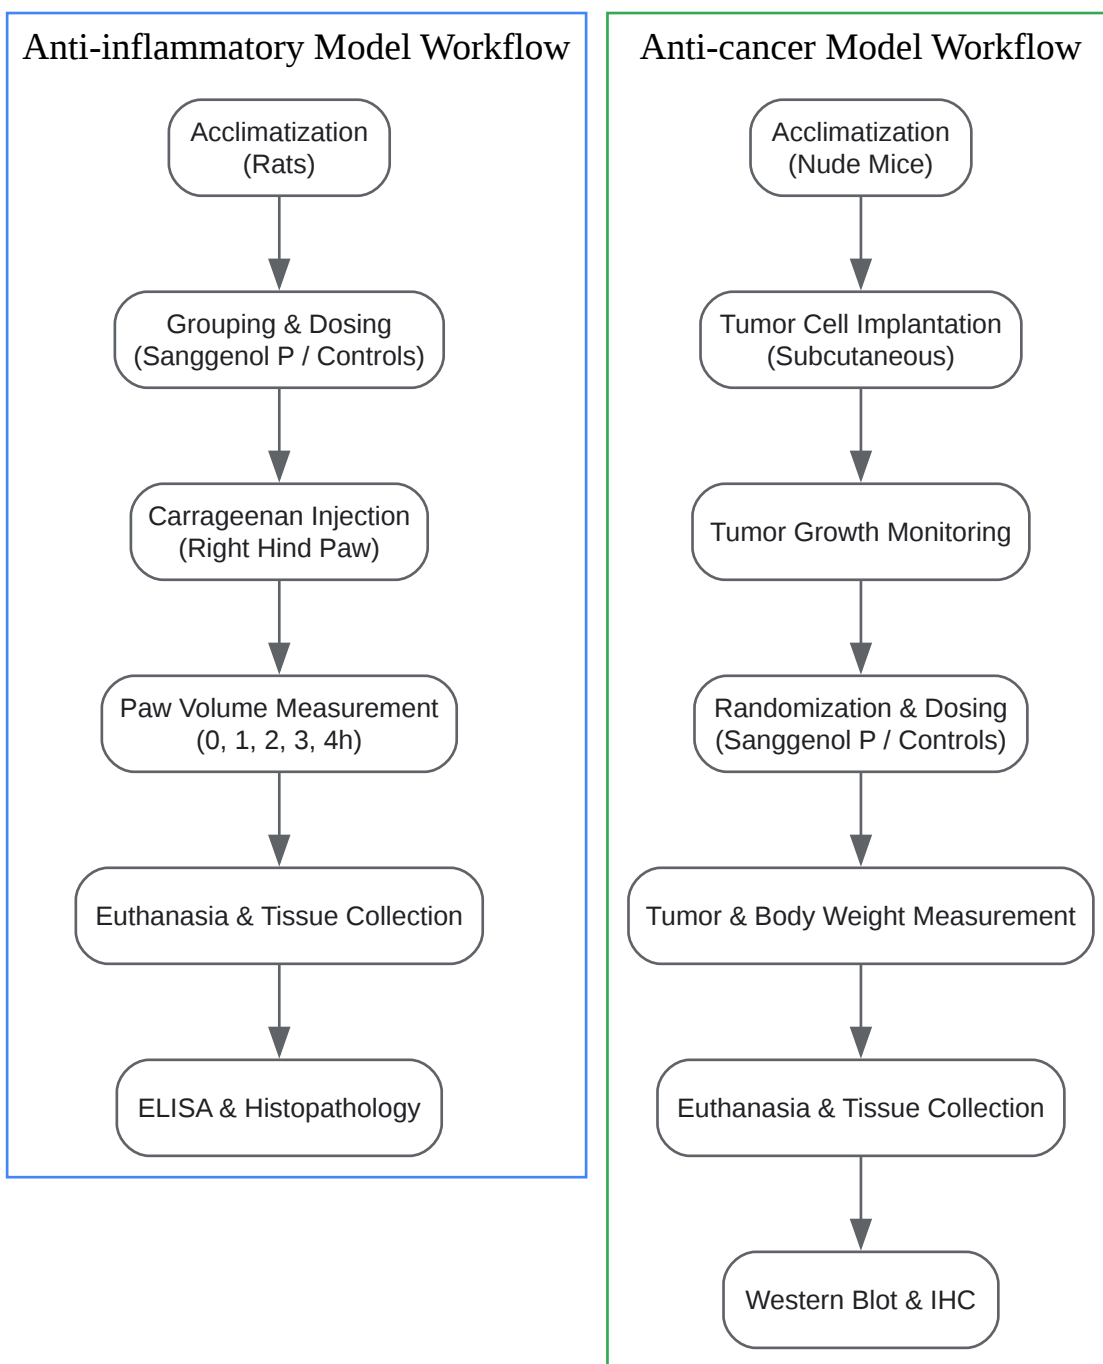 Anti-inflammatory Model Workflow
Acclimatization
(Rats)
Grouping & Dosing
(Sanggenol P / Controls)
Carrageenan Injection
(Right Hind Paw)
Paw Volume Measurement
(0, 1, 2, 3, 4h)
Euthanasia & Tissue Collection
ELISA & Histopathology
Anti-cancer Model Workflow
Acclimatization
(Nude Mice)
Tumor Cell Implantation
(Subcutaneous)
Tumor Growth Monitoring
Randomization & Dosing
(Sanggenol P / Controls)
Tumor & Body Weight Measurement
Euthanasia & Tissue Collection
Western Blot & IHC